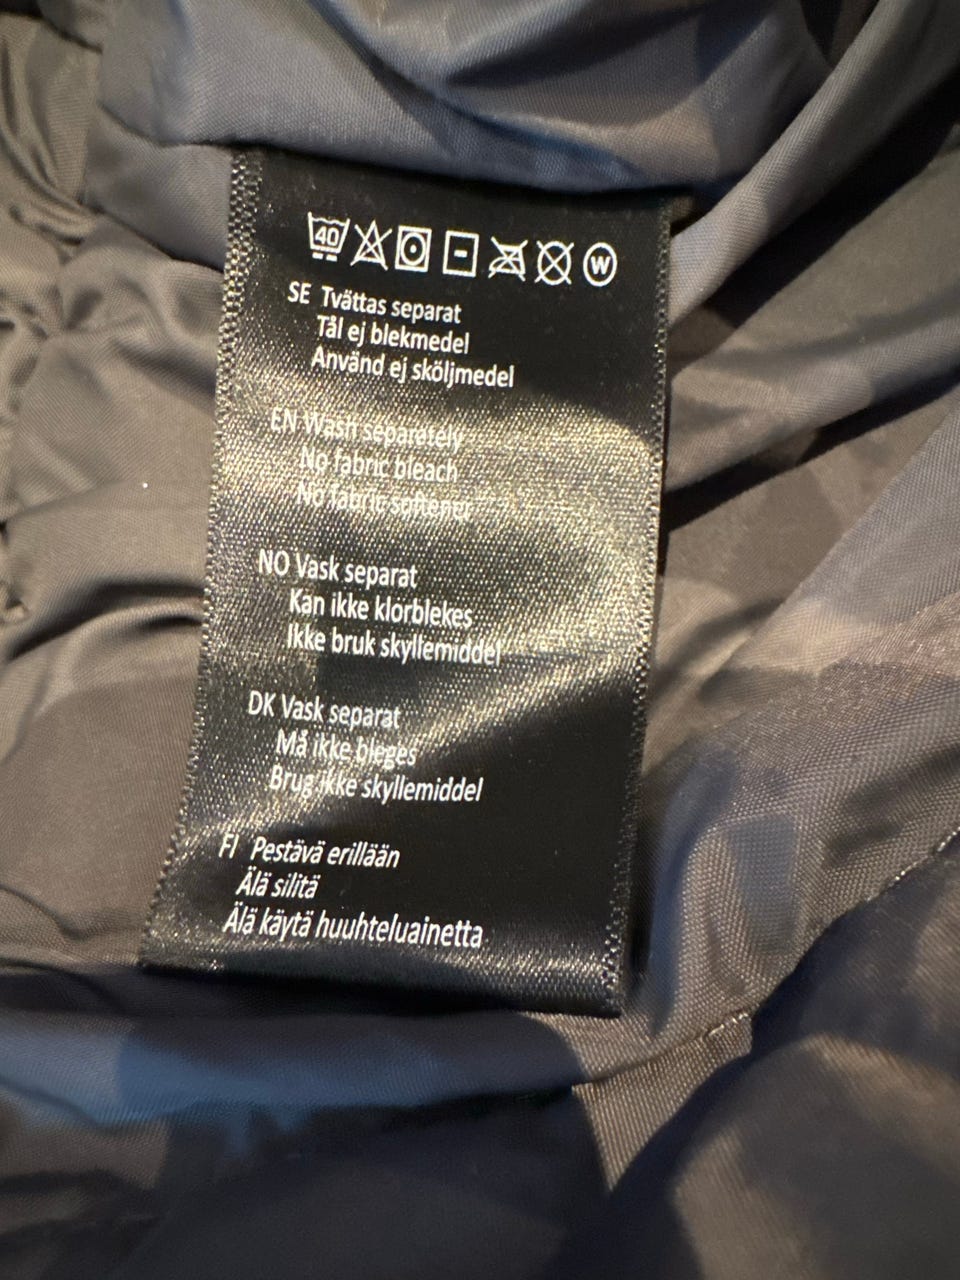 40 W
SE Tvättas separat
Tål ej blekmedel
Använd ej sköljmedel
EN Wash separately
No fabric bleach
No fabric softener
NO Vask separat
Kan ikke klorblekes
Ikke bruk skyllemiddel
DK Vask separat
Må ikke bleges
Brug ikke skyllemiddel
FI Pestävä erillään
Älä silitä
Älä käytä huuhteluainetta